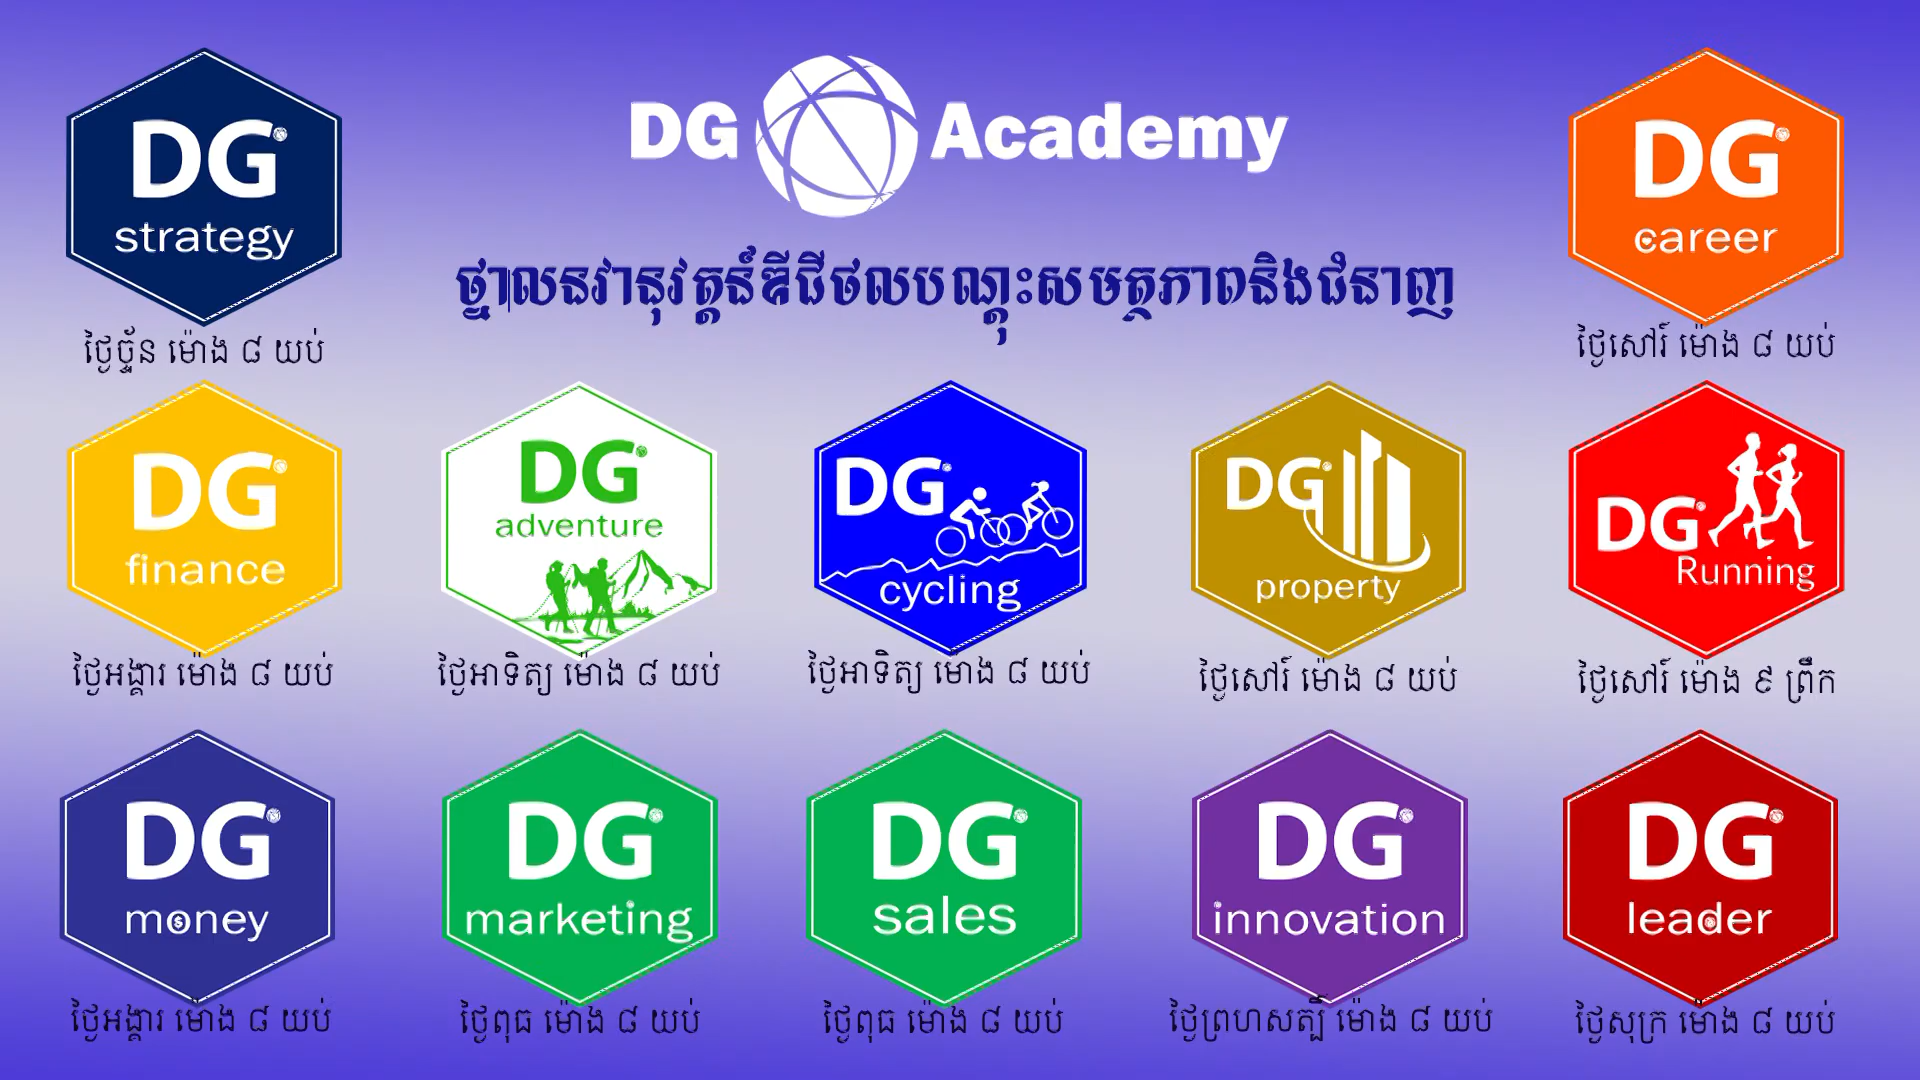 DG Academy
ថ្នាលនវានុវត្តន៍ឌីជីថលបណ្តុះសមត្ថភាពនិងជំនាញ
DG
strategy
ថ្ងៃច័ន្ទ ម៉ោង ៨ យប់
DG
career
ថ្ងៃសៅរ៍ ម៉ោង ៨ យប់
DG
finance
ថ្ងៃអង្គារ ម៉ោង ៨ យប់
DG
adventure
ថ្ងៃអាទិត្យ ម៉ោង ៨ យប់
DG
cycling
ថ្ងៃអាទិត្យ ម៉ោង ៨ យប់
DG
property
ថ្ងៃសៅរ៍ ម៉ោង ៨ យប់
DG
Running
ថ្ងៃសៅរ៍ ម៉ោង ៩ ព្រឹក
DG
money
ថ្ងៃអង្គារ ម៉ោង ៨ យប់
DG
marketing
ថ្ងៃពុធ ម៉ោង ៨ យប់
DG
sales
ថ្ងៃពុធ ម៉ោង ៨ យប់
DG
innovation
ថ្ងៃព្រហសត្បិ៍ ម៉ោង ៨ យប់
DG
leader
ថ្ងៃសុក្រ ម៉ោង ៨ យប់